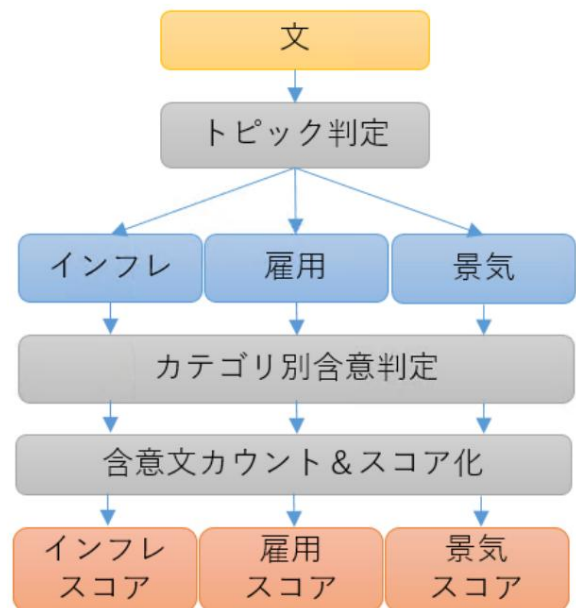 文
トピック判定
インフレ 雇用 景気
カテゴリ別含意判定
含意文カウント＆スコア化
インフレ 雇用 景気
スコア スコア スコア